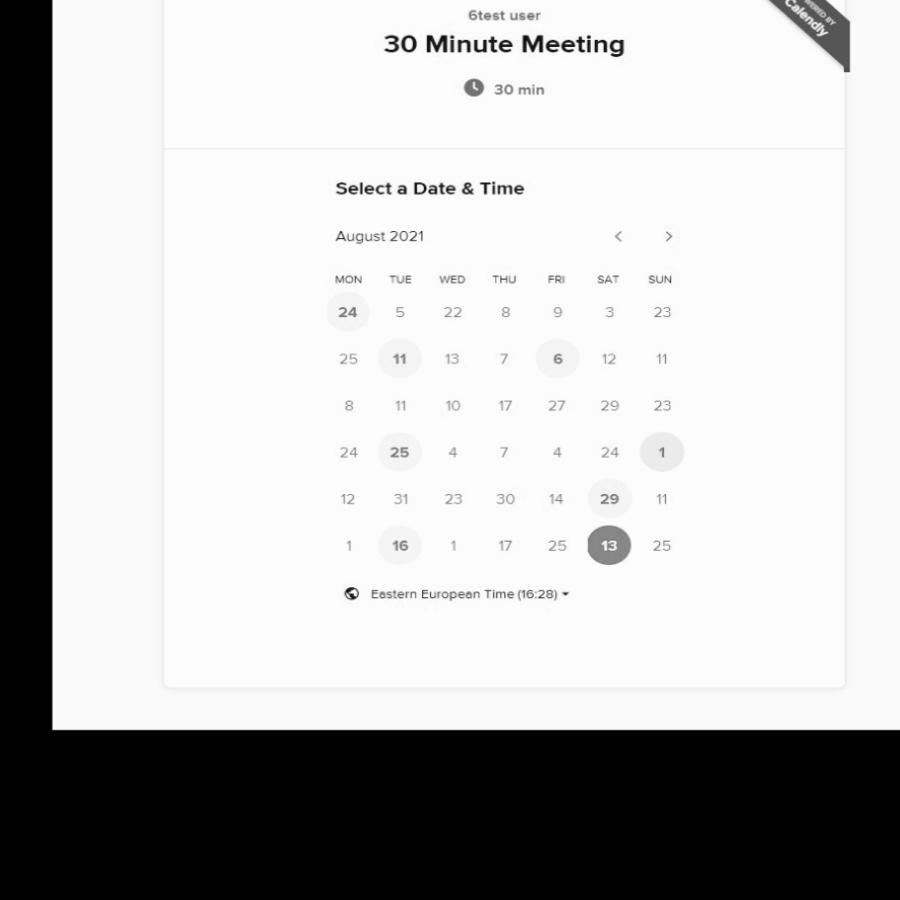 6test user
POWERED BY
Calendly
30 Minute Meeting
30 min
Select a Date & Time
August 2021
MON TUE WED THU FRI SAT SUN
24 5 22 8 9 3 23
25 11 13 7 6 12 11
8 11 10 17 27 29 23
24 25 4 7 4 24 1
12 31 23 30 14 29 11
1 16 1 17 25 13 25
Eastern European Time (16:28)